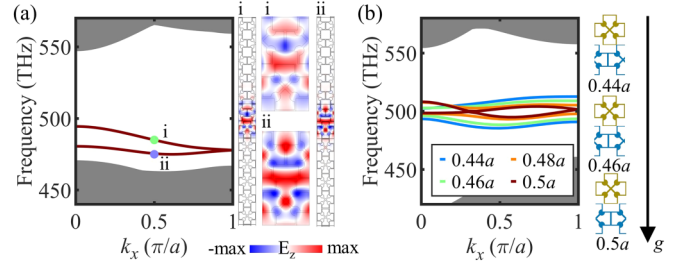 (a)
Frequency (THz)
550
500
440
0
0.5
1
k_x (π/a)
i
ii
i
i
ii
ii
-max E_z max
(b)
Frequency (THz)
550
500
440
0
0.5
1
k_x (π/a)
0.44a
0.48a
0.46a
0.5a
0.44a
0.46a
0.5a
g